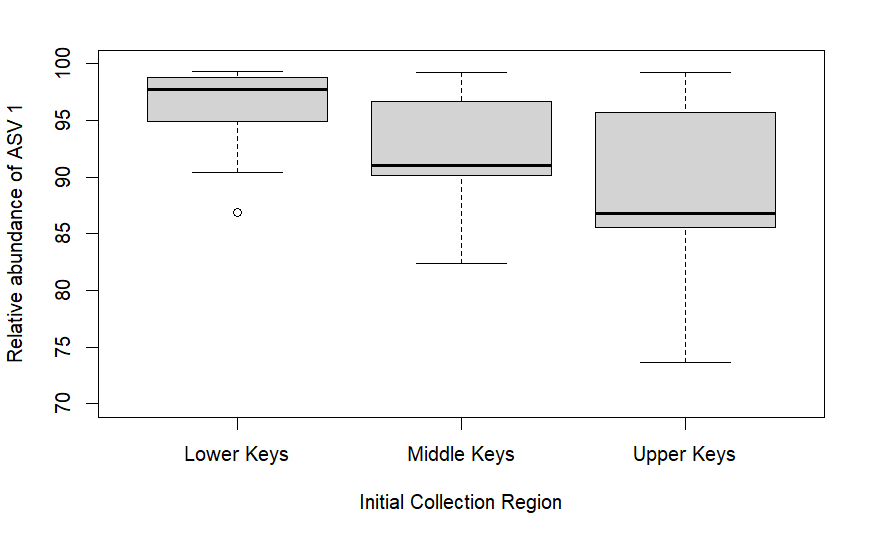 Relative abundance of ASV 1
100
95
90
85
80
75
70
Lower Keys
Middle Keys
Upper Keys
Initial Collection Region